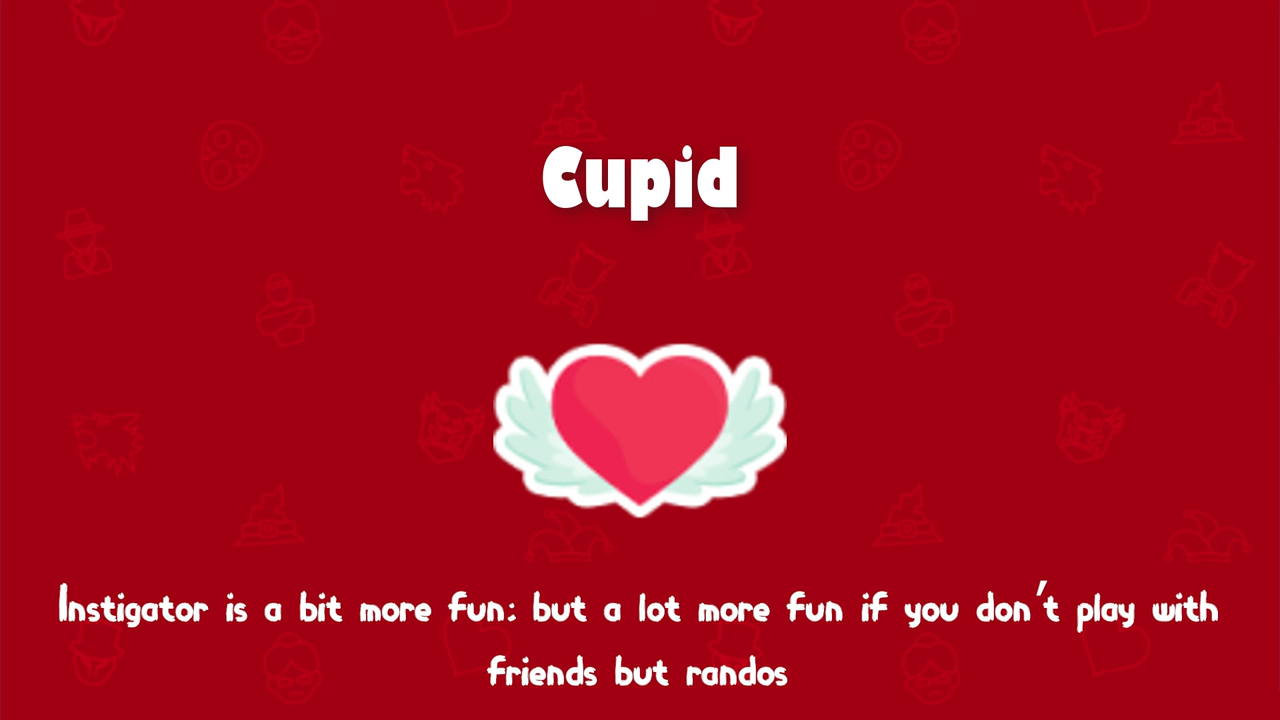 Cupid
Instigator is a bit more fun; but a lot more fun if you don't play with
friends but randos